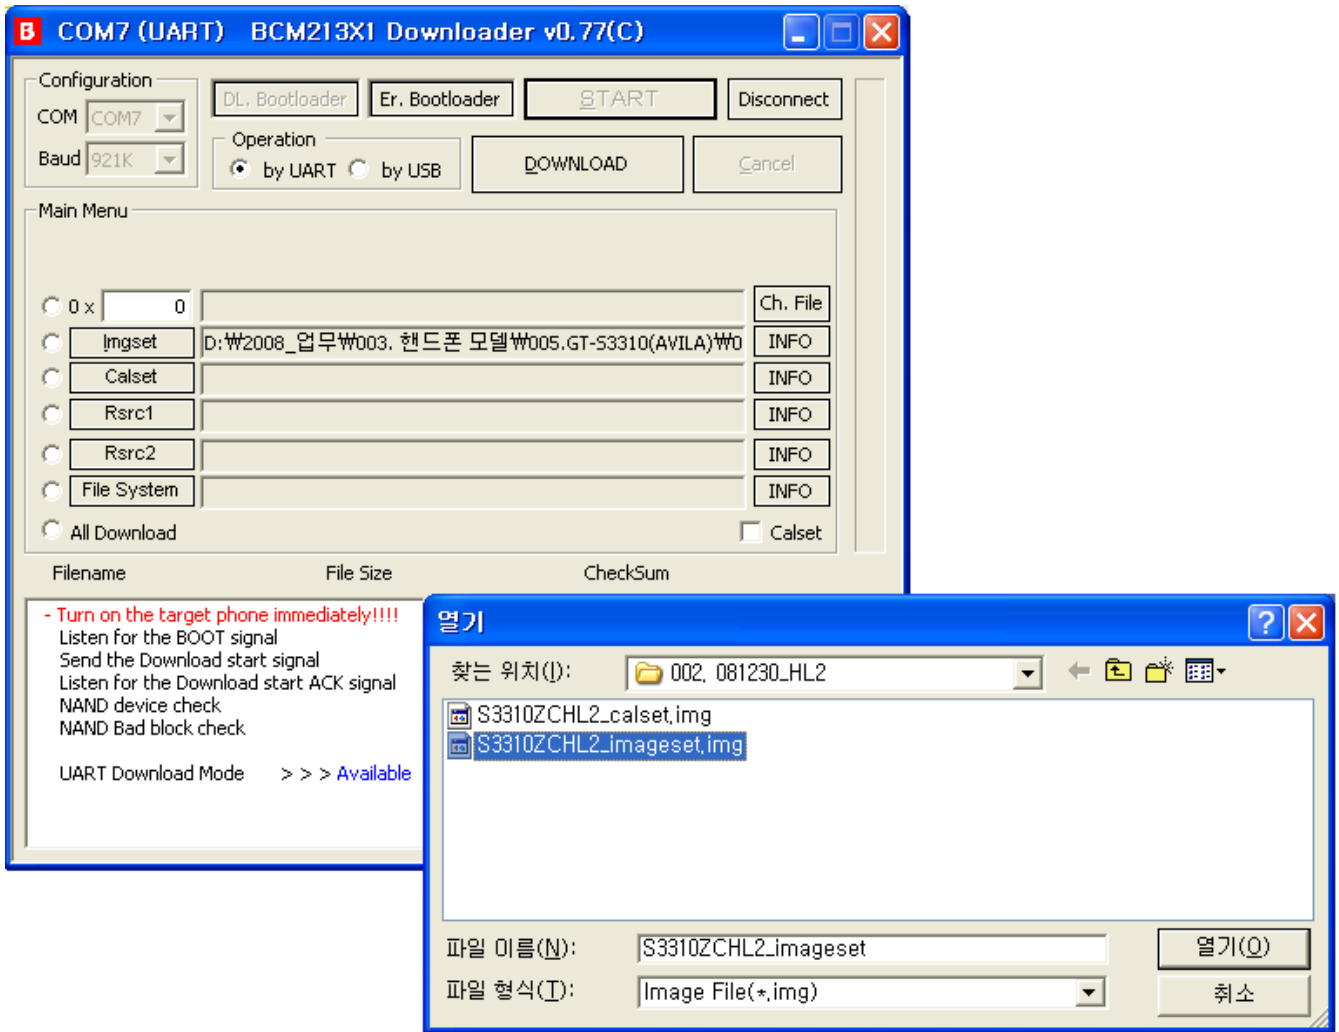 B COM7 (UART) BCM213X1 Downloader v0.77(C)
Configuration
COM COM7
Baud 921K
DL. Bootloader Er. Bootloader START Disconnect
Operation
by UART by USB
DOWNLOAD Cancel
Main Menu
0 x 0 Ch. File
Imgset D:₩2008_업무₩003. 핸드폰 모델₩005.GT-S3310(AVILA)₩0 INFO
Calset INFO
Rsrc1 INFO
Rsrc2 INFO
File System INFO
All Download Calset
Filename File Size CheckSum
- Turn on the target phone immediately!!!!
Listen for the BOOT signal
Send the Download start signal
Listen for the Download start ACK signal
NAND device check
NAND Bad block check
UART Download Mode > > > Available
열기
찾는 위치(I): 002. 081230_HL2
S3310ZCHL2_calset.img
S3310ZCHL2_imageset.img
파일 이름(N): S3310ZCHL2_imageset 열기(O)
파일 형식(T): Image File(*.img) 취소